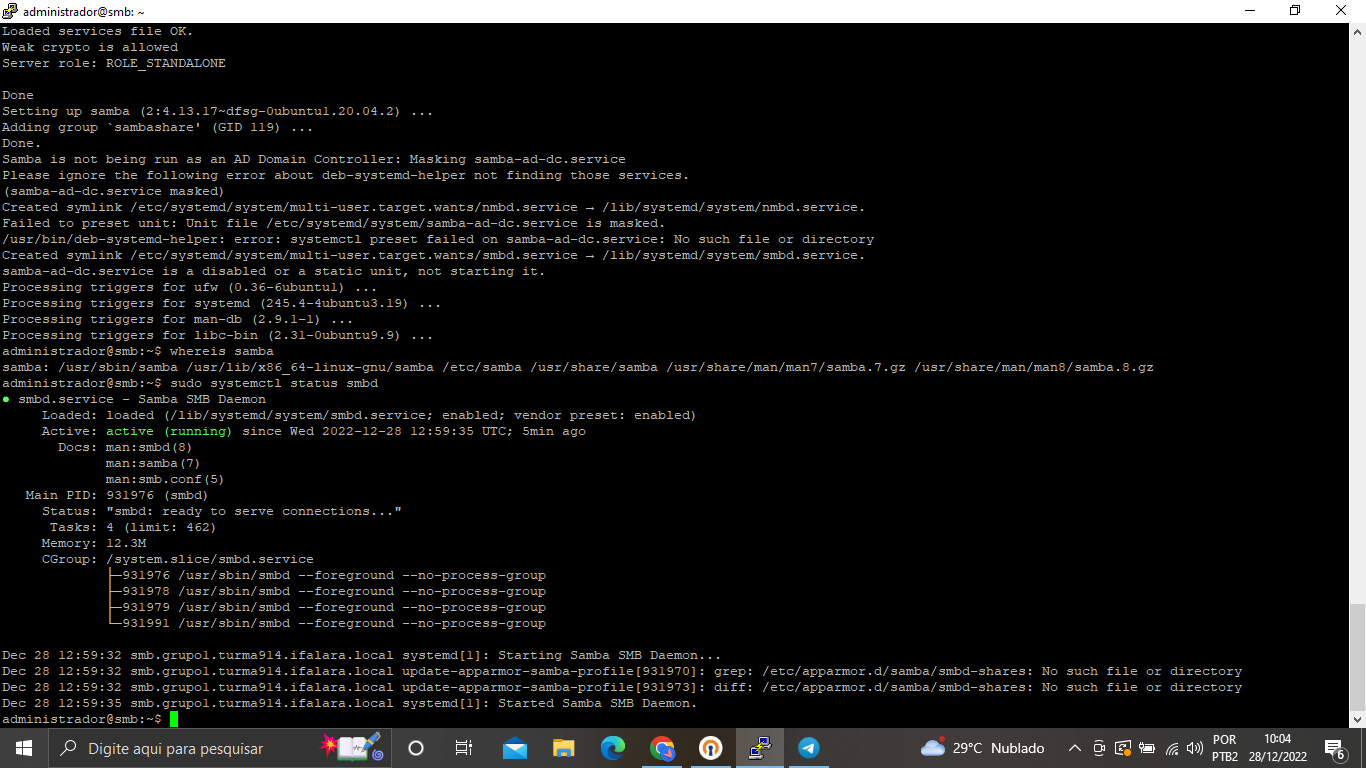 administrador@smb: ~
Loaded services file OK.
Weak crypto is allowed
Server role: ROLE_STANDALONE
Done
Setting up samba (2:4.13.17~dfsg-0ubuntu1.20.04.2) ...
Adding group `sambashare' (GID 119) ...
Done.
Samba is not being run as an AD Domain Controller: Masking samba-ad-dc.service
Please ignore the following error about deb-systemd-helper not finding those services.
(samba-ad-dc.service masked)
Created symlink /etc/systemd/system/multi-user.target.wants/nmbd.service → /lib/systemd/system/nmbd.service.
Failed to preset unit: Unit file /etc/systemd/system/samba-ad-dc.service is masked.
/usr/bin/deb-systemd-helper: error: systemctl preset failed on samba-ad-dc.service: No such file or directory
Created symlink /etc/systemd/system/multi-user.target.wants/smbd.service → /lib/systemd/system/smbd.service.
samba-ad-dc.service is a disabled or a static unit, not starting it.
Processing triggers for ufw (0.36-6ubuntu1) ...
Processing triggers for systemd (245.4-4ubuntu3.19) ...
Processing triggers for man-db (2.9.1-1) ...
Processing triggers for libc-bin (2.31-0ubuntu9.9) ...
administrador@smb:~$ whereis samba
samba: /usr/sbin/samba /usr/lib/x86_64-linux-gnu/samba /etc/samba /usr/share/samba /usr/share/man/man7/samba.7.gz /usr/share/man/man8/samba.8.gz
administrador@smb:~$ sudo systemctl status smbd
● smbd.service - Samba SMB Daemon
Loaded: loaded (/lib/systemd/system/smbd.service; enabled; vendor preset: enabled)
Active: active (running) since Wed 2022-12-28 12:59:35 UTC; 5min ago
Docs: man:smbd(8)
man:samba(7)
man:smb.conf(5)
Main PID: 931976 (smbd)
Status: "smbd: ready to serve connections..."
Tasks: 4 (limit: 462)
Memory: 12.3M
CGroup: /system.slice/smbd.service
├─931976 /usr/sbin/smbd --foreground --no-process-group
├─931978 /usr/sbin/smbd --foreground --no-process-group
├─931979 /usr/sbin/smbd --foreground --no-process-group
└─931991 /usr/sbin/smbd --foreground --no-process-group
Dec 28 12:59:32 smb.grupo1.turma914.ifalara.local systemd[1]: Starting Samba SMB Daemon...
Dec 28 12:59:32 smb.grupo1.turma914.ifalara.local update-apparmor-samba-profile[931970]: grep: /etc/apparmor.d/samba/smbd-shares: No such file or directory
Dec 28 12:59:32 smb.grupo1.turma914.ifalara.local update-apparmor-samba-profile[931973]: diff: /etc/apparmor.d/samba/smbd-shares: No such file or directory
Dec 28 12:59:35 smb.grupo1.turma914.ifalara.local systemd[1]: Started Samba SMB Daemon.
administrador@smb:~$
Digite aqui para pesquisar
29°C Nublado
POR
PTB2
10:04
28/12/2022
6